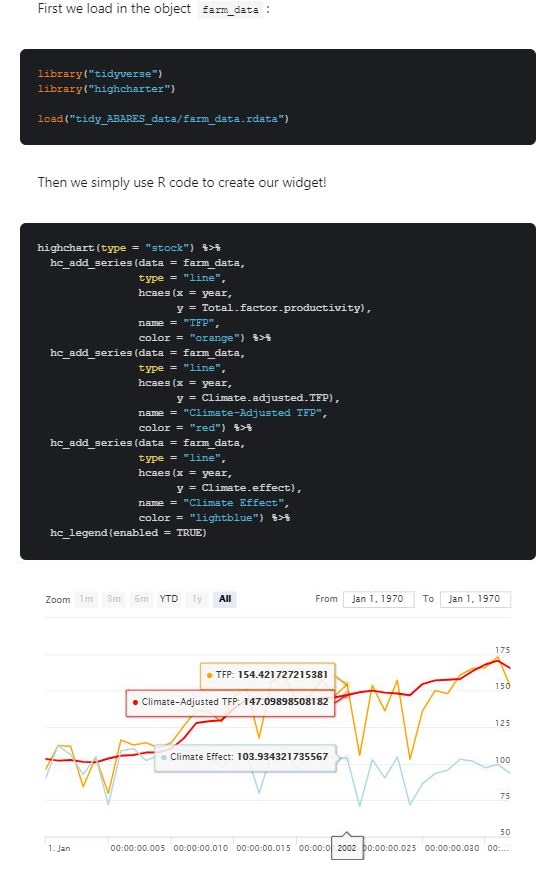 First we load in the object farm_data :
library("tidyverse")
library("highcharter")
load("tidy_ABARES_data/farm_data.rdata")
Then we simply use R code to create our widget!
highchart(type = "stock") %>%
hc_add_series(data = farm_data,
type = "line",
hcaes(x = year,
y = Total.factor.productivity),
name = "TFP",
color = "orange") %>%
hc_add_series(data = farm_data,
type = "line",
hcaes(x = year,
y = Climate.adjusted.TFP),
name = "Climate-Adjusted TFP",
color = "red") %>%
hc_add_series(data = farm_data,
type = "line",
hcaes(x = year,
y = Climate.effect),
name = "Climate Effect",
color = "lightblue") %>%
hc_legend(enabled = TRUE)
Zoom 1m 3m 6m YTD 1y All From Jan 1, 1970 To Jan 1, 1970
175
TFP: 154.421727215381
150
Climate-Adjusted TFP: 147.09898508182
125
100
Climate Effect: 103.934321735567
75
50
1. Jan 00:00:00.005 00:00:00.010 00:00:00.015 00:00:0 2002 00:00:00.025 00:00:00.030 00:...